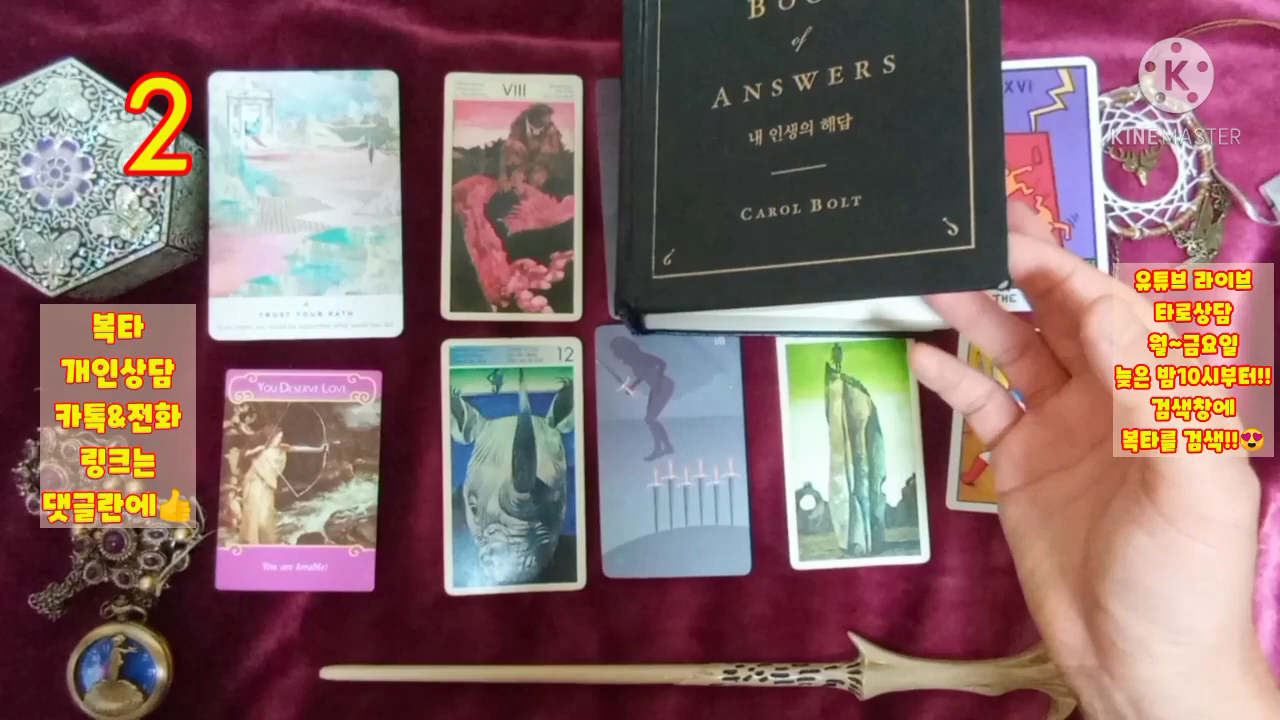 2
복타
개인상담
카톡&전화
링크는
댓글란에👍
TRUST YOUR PATH
YOU DESERVE LOVE
You are lovable!
VIII
12
BOO
of
ANSWERS
내 인생의 해답
CAROL BOLT
XVI
THE
KINEMASTER
유튜브 라이브
타로상담
월~금요일
늦은 밤10시부터!!
검색창에
복타를 검색!!😍